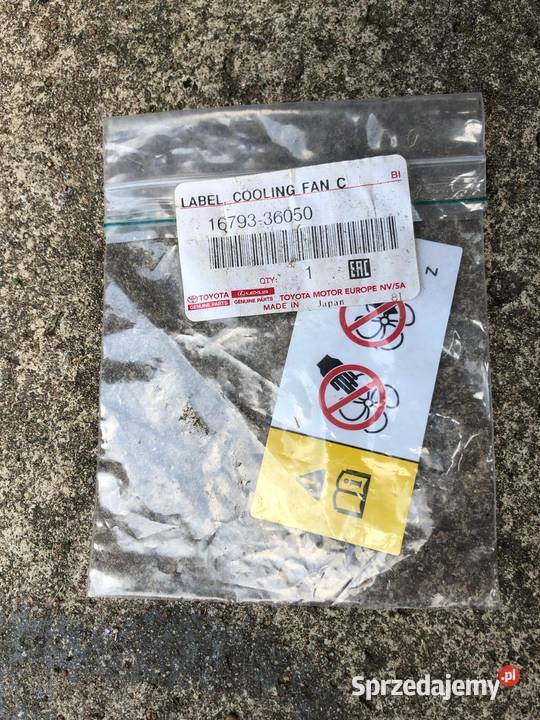 LABEL, COOLING FAN C BI
16793-36050
QTY: 1 EAC
TOYOTA GENUINE PARTS LEXUS GENUINE PARTS TOYOTA MOTOR EUROPE NV/SA
MADE IN Japan 81
N
Sprzedajemy.pl